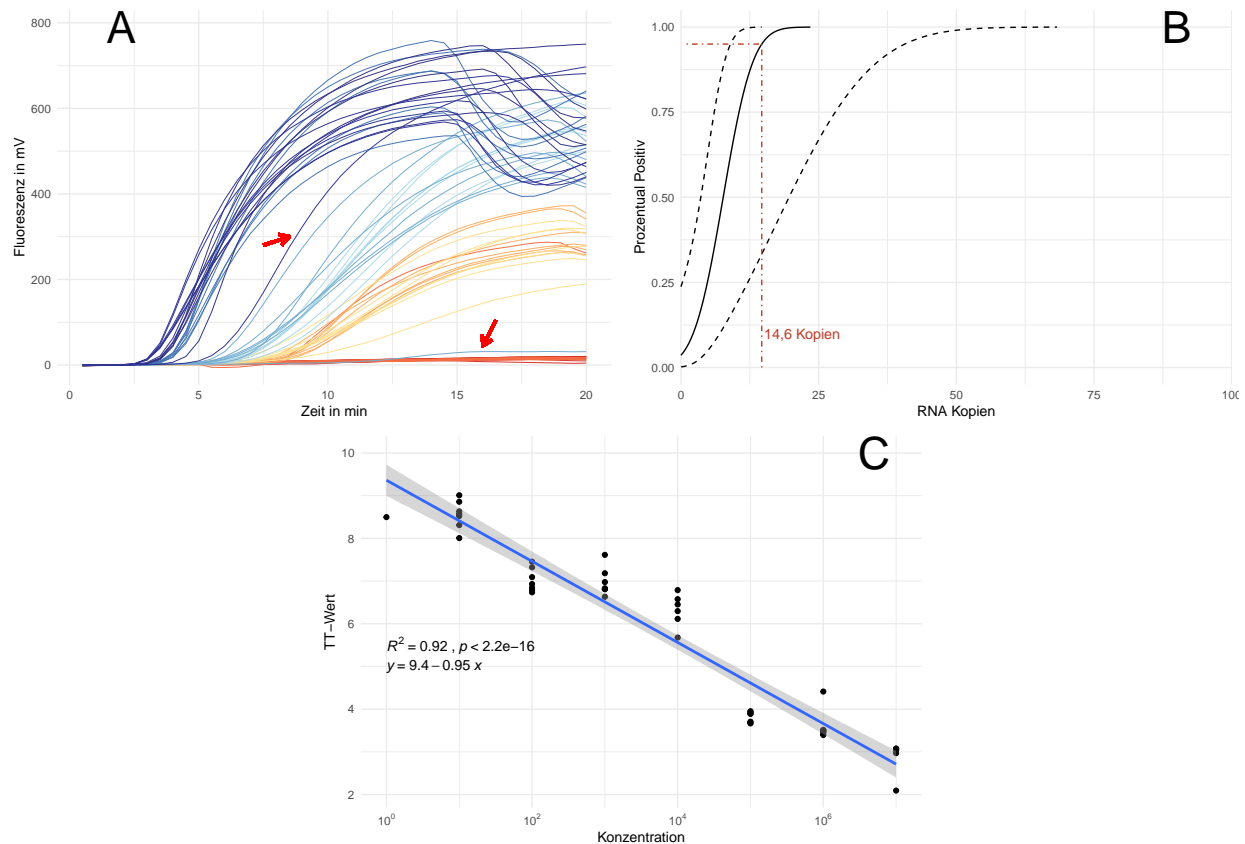 A
800
600
400
200
0
Fluoreszenz in mV
0
5
10
15
20
Zeit in min
B
1.00
0.75
0.50
0.25
0.00
Prozentual Positiv
14,6 Kopien
0
25
50
75
100
RNA Kopien
C
10
8
6
4
2
TT−Wert
R² = 0.92 , p < 2.2e−16
y = 9.4 − 0.95 x
10⁰
10²
10⁴
10⁶
Konzentration